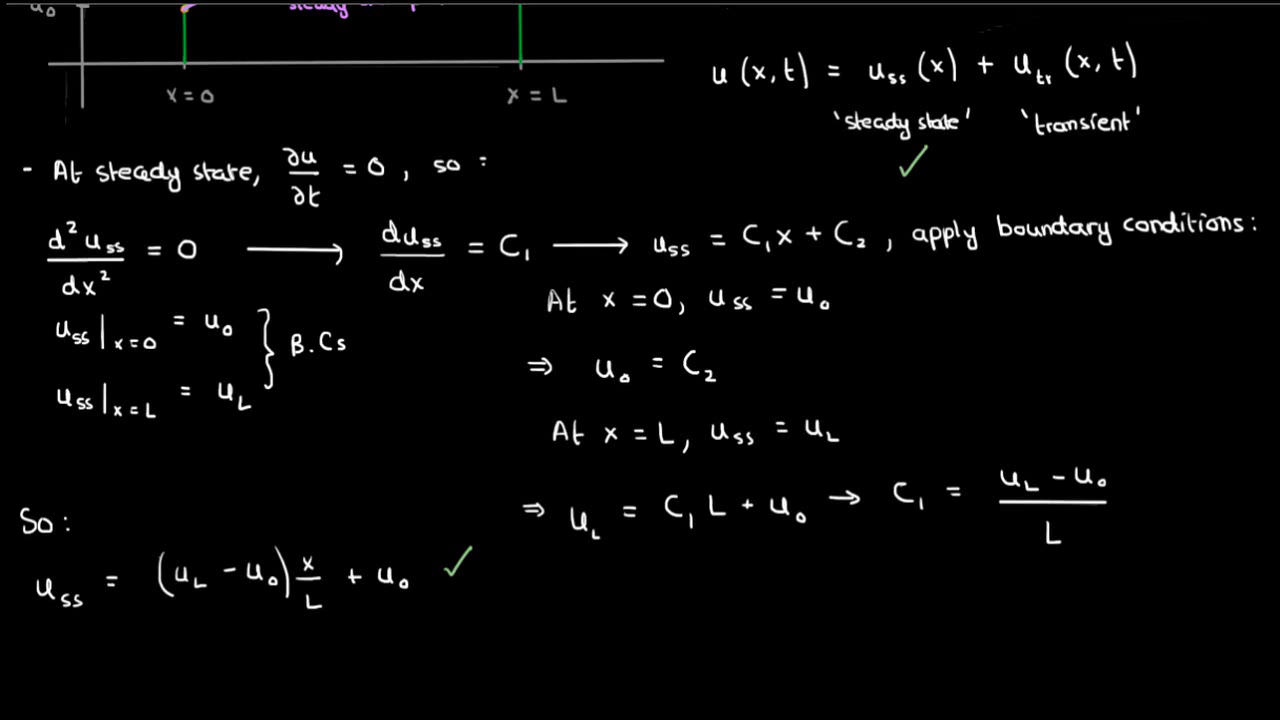 u₀ steady
x = 0 x = L
u(x,t) = u_ss(x) + u_tr(x,t)
'steady state' 'transient'
✓
- At steady state, ∂u/∂t = 0, so :
d²u_ss/dx² = 0 ⟶ du_ss/dx = C₁ ⟶ u_ss = C₁x + C₂, apply boundary conditions:
u_ss|_{x=0} = u₀
u_ss|_{x=L} = u_L
} B.Cs
At x = 0, u_ss = u₀
⇒ u₀ = C₂
At x = L, u_ss = u_L
⇒ u_L = C₁L + u₀ → C₁ = (u_L - u₀)/L
So:
u_ss = (u_L - u₀) x/L + u₀ ✓